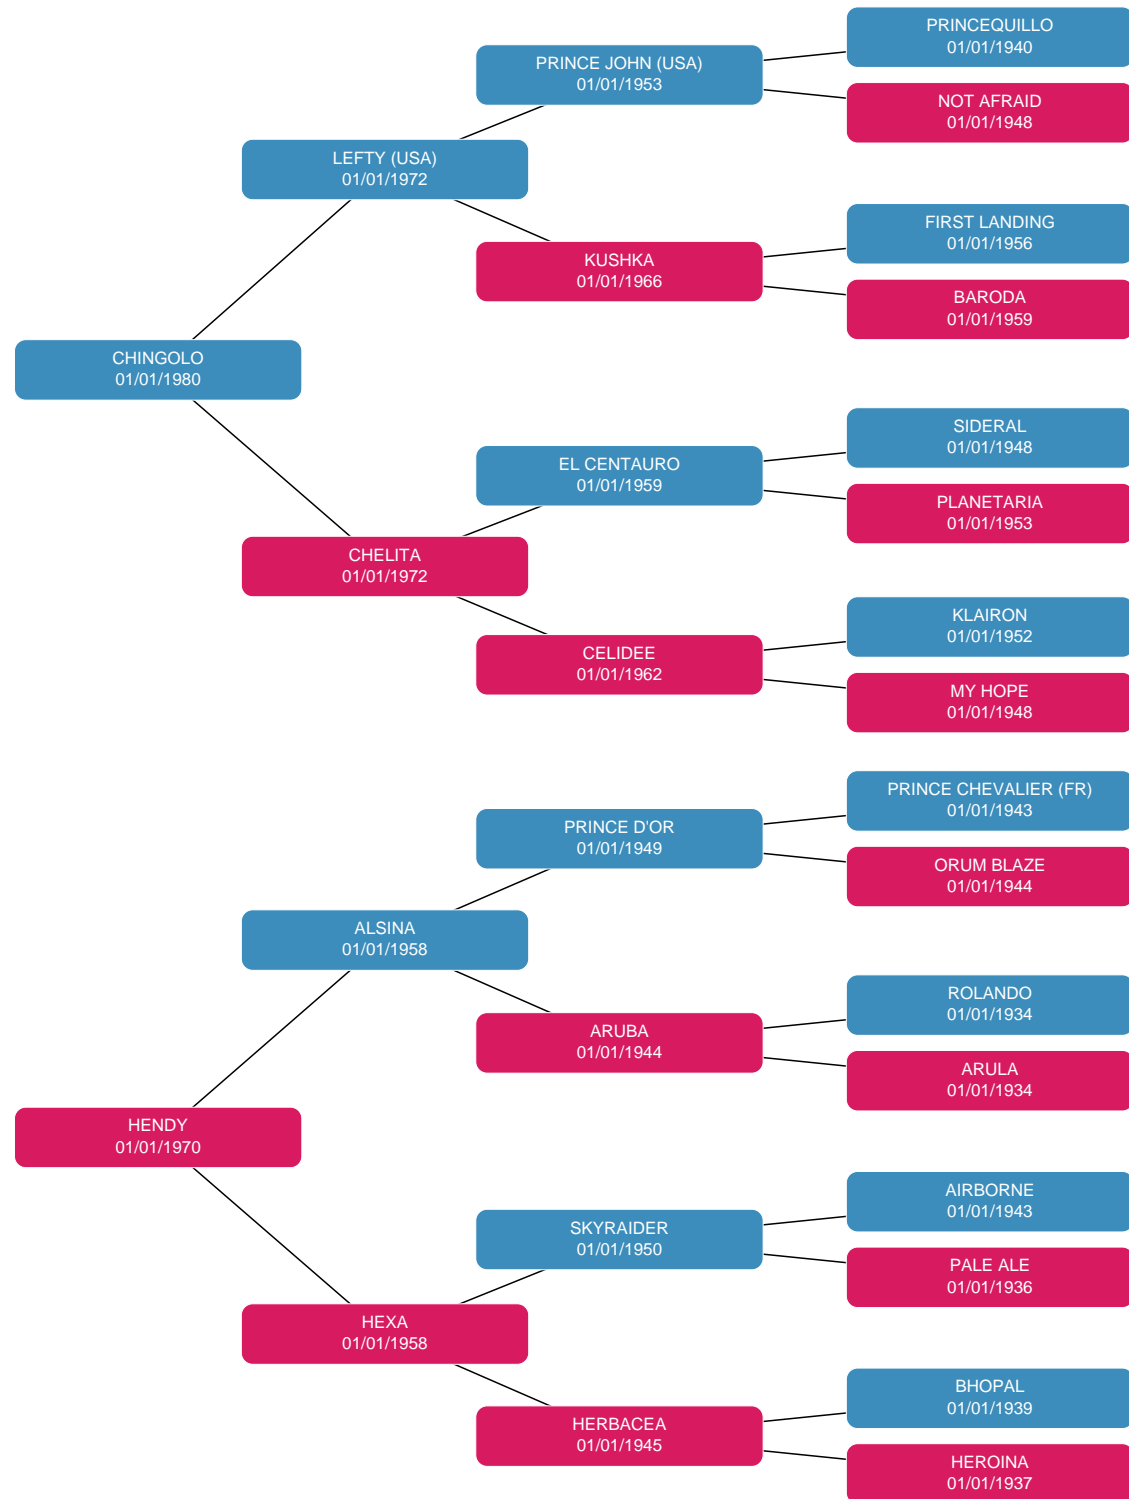 PRINCEQUILLO
01/01/1940
PRINCE JOHN (USA)
01/01/1953
NOT AFRAID
01/01/1948
LEFTY (USA)
01/01/1972
FIRST LANDING
01/01/1956
KUSHKA
01/01/1966
BARODA
01/01/1959
CHINGOLO
01/01/1980
SIDERAL
01/01/1948
EL CENTAURO
01/01/1959
PLANETARIA
01/01/1953
CHELITA
01/01/1972
KLAIRON
01/01/1952
CELIDEE
01/01/1962
MY HOPE
01/01/1948
PRINCE CHEVALIER (FR)
01/01/1943
PRINCE D'OR
01/01/1949
ORUM BLAZE
01/01/1944
ALSINA
01/01/1958
ROLANDO
01/01/1934
ARUBA
01/01/1944
ARULA
01/01/1934
HENDY
01/01/1970
AIRBORNE
01/01/1943
SKYRAIDER
01/01/1950
PALE ALE
01/01/1936
HEXA
01/01/1958
BHOPAL
01/01/1939
HERBACEA
01/01/1945
HEROINA
01/01/1937